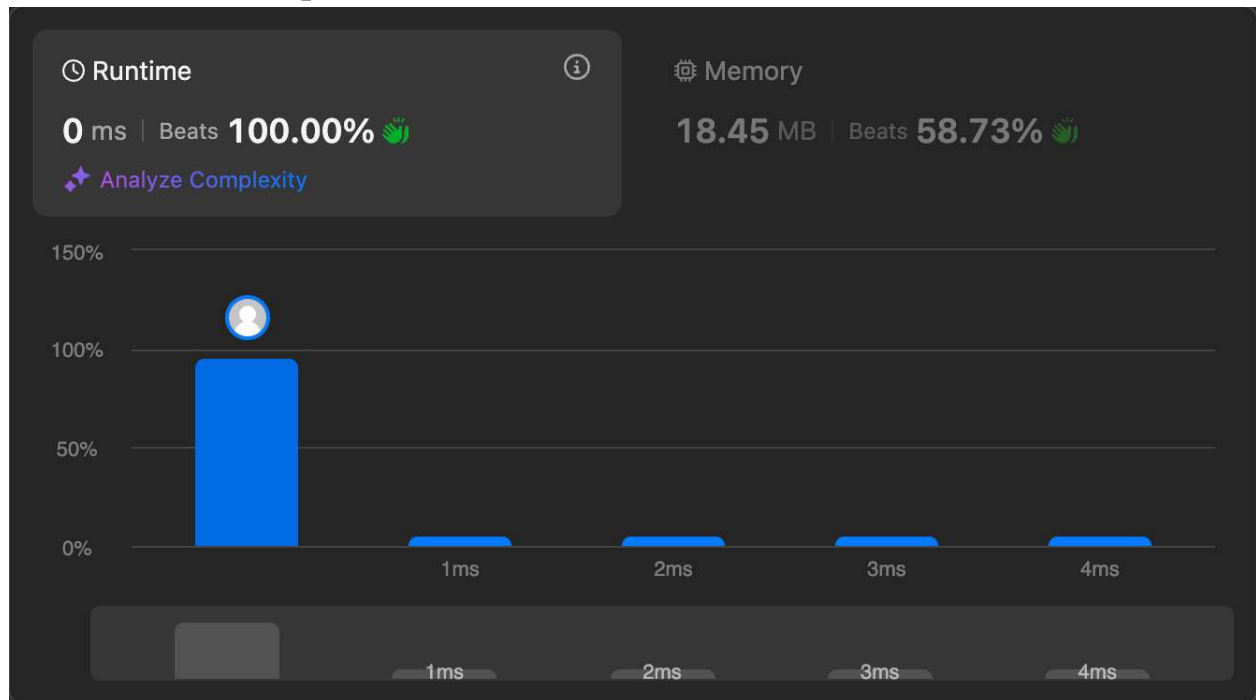 Runtime
0 ms | Beats 100.00%
Analyze Complexity
Memory
18.45 MB | Beats 58.73%
150%
100%
50%
0%
1ms 2ms 3ms 4ms
1ms 2ms 3ms 4ms